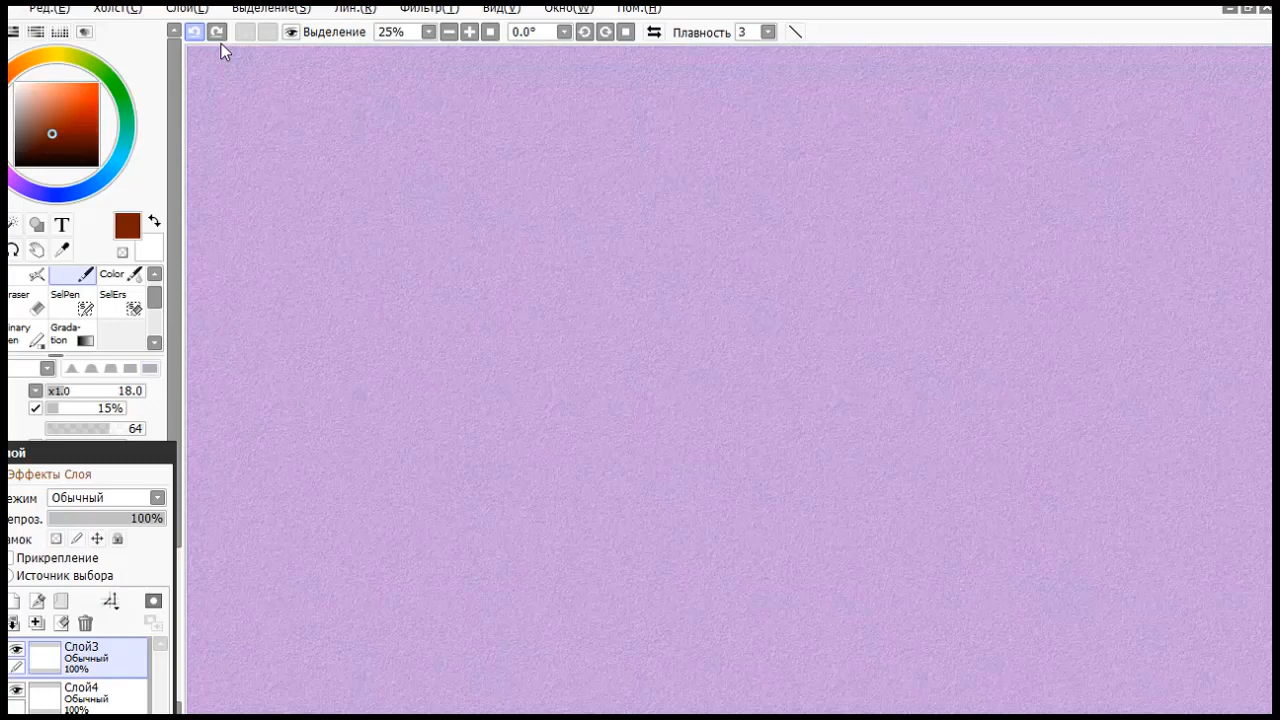 Ред.(E) Холст(C) Слои(L) Выделение(S) Лин.(R) Фильтр(T) Вид(V) Окно(W) Пом.(H)
Выделение 25% 0.0° Плавность 3
T
Color
raser SelPen SelErs
inary Grada-
en tion
x1.0 18.0
15%
64
лой
Эффекты Слоя
ежим Обычный
епроз. 100%
амок
Прикрепление
Источник выбора
Слой3
Обычный
100%
Слой4
Обычный
100%